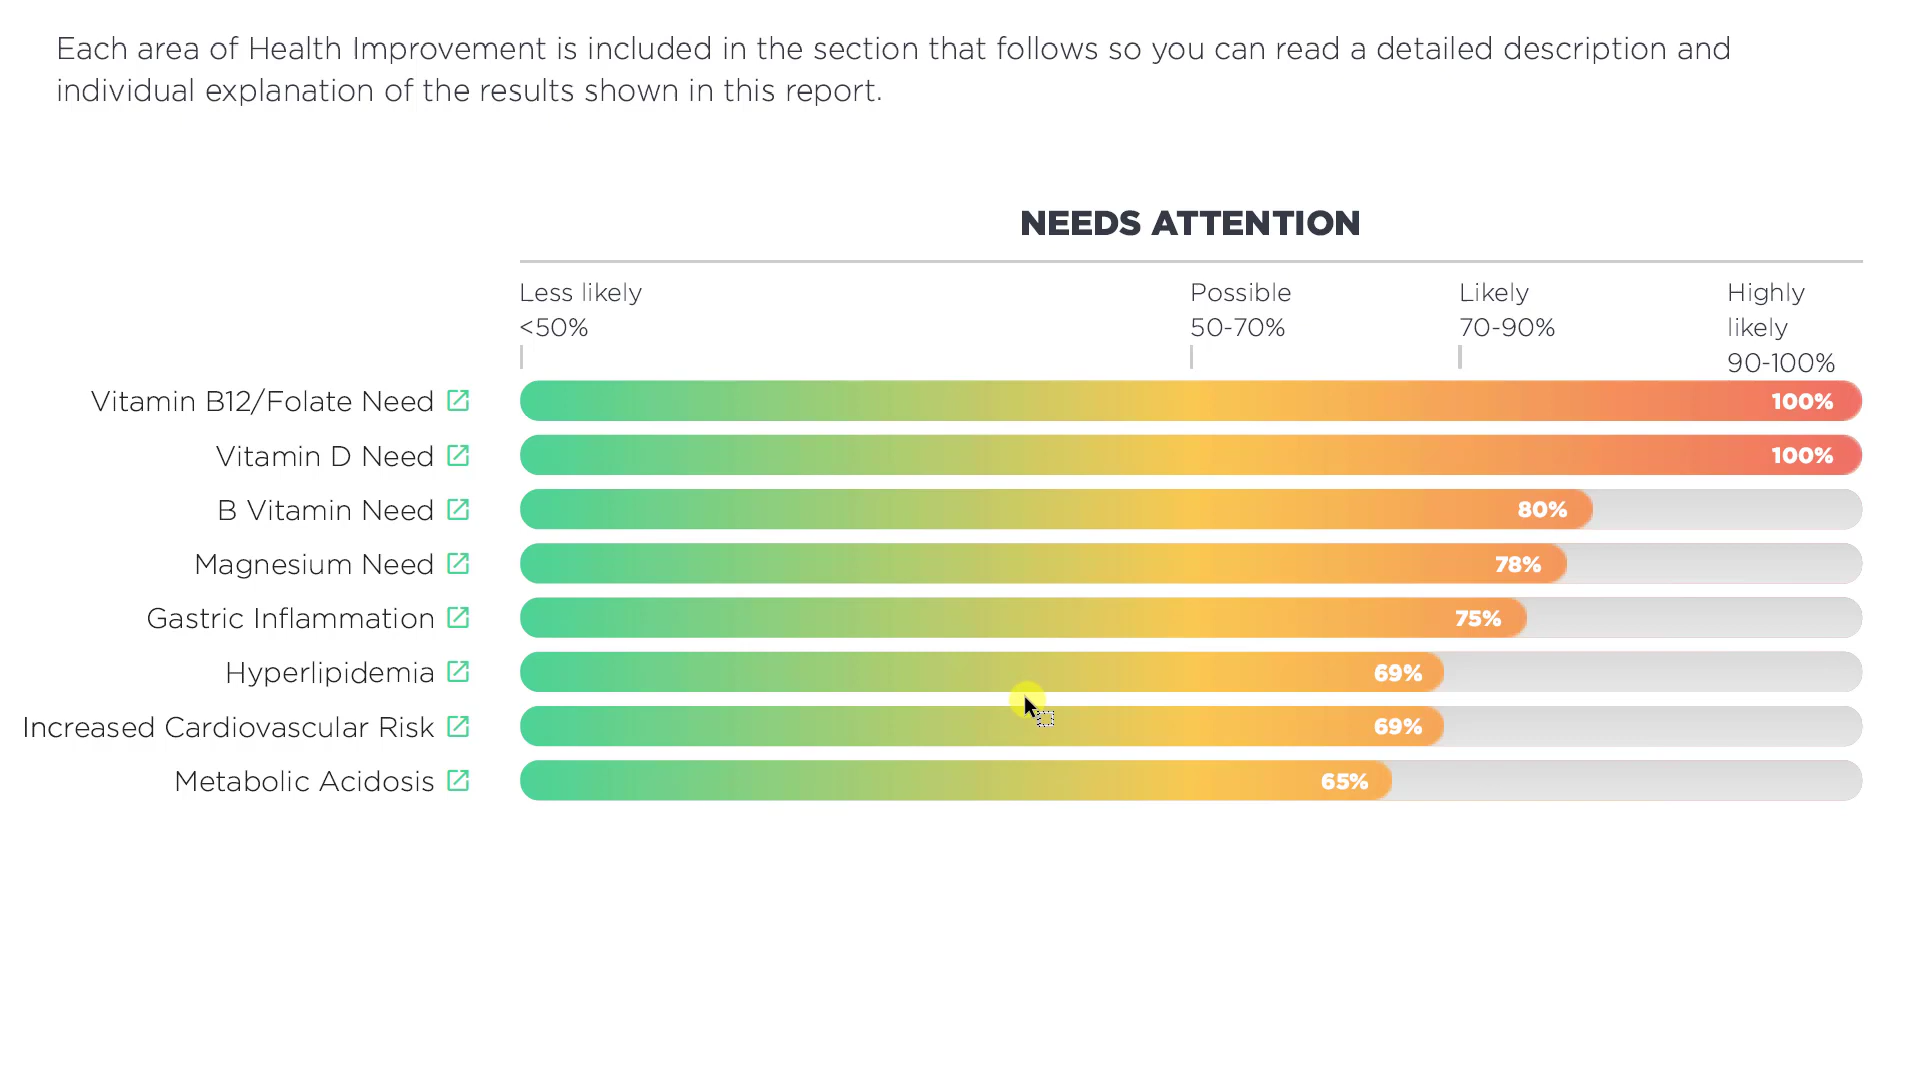 Each area of Health Improvement is included in the section that follows so you can read a detailed description and
individual explanation of the results shown in this report.
NEEDS ATTENTION
Less likely
<50%
Possible
50-70%
Likely
70-90%
Highly
likely
90-100%
Vitamin B12/Folate Need 100%
Vitamin D Need 100%
B Vitamin Need 80%
Magnesium Need 78%
Gastric Inflammation 75%
Hyperlipidemia 69%
Increased Cardiovascular Risk 69%
Metabolic Acidosis 65%